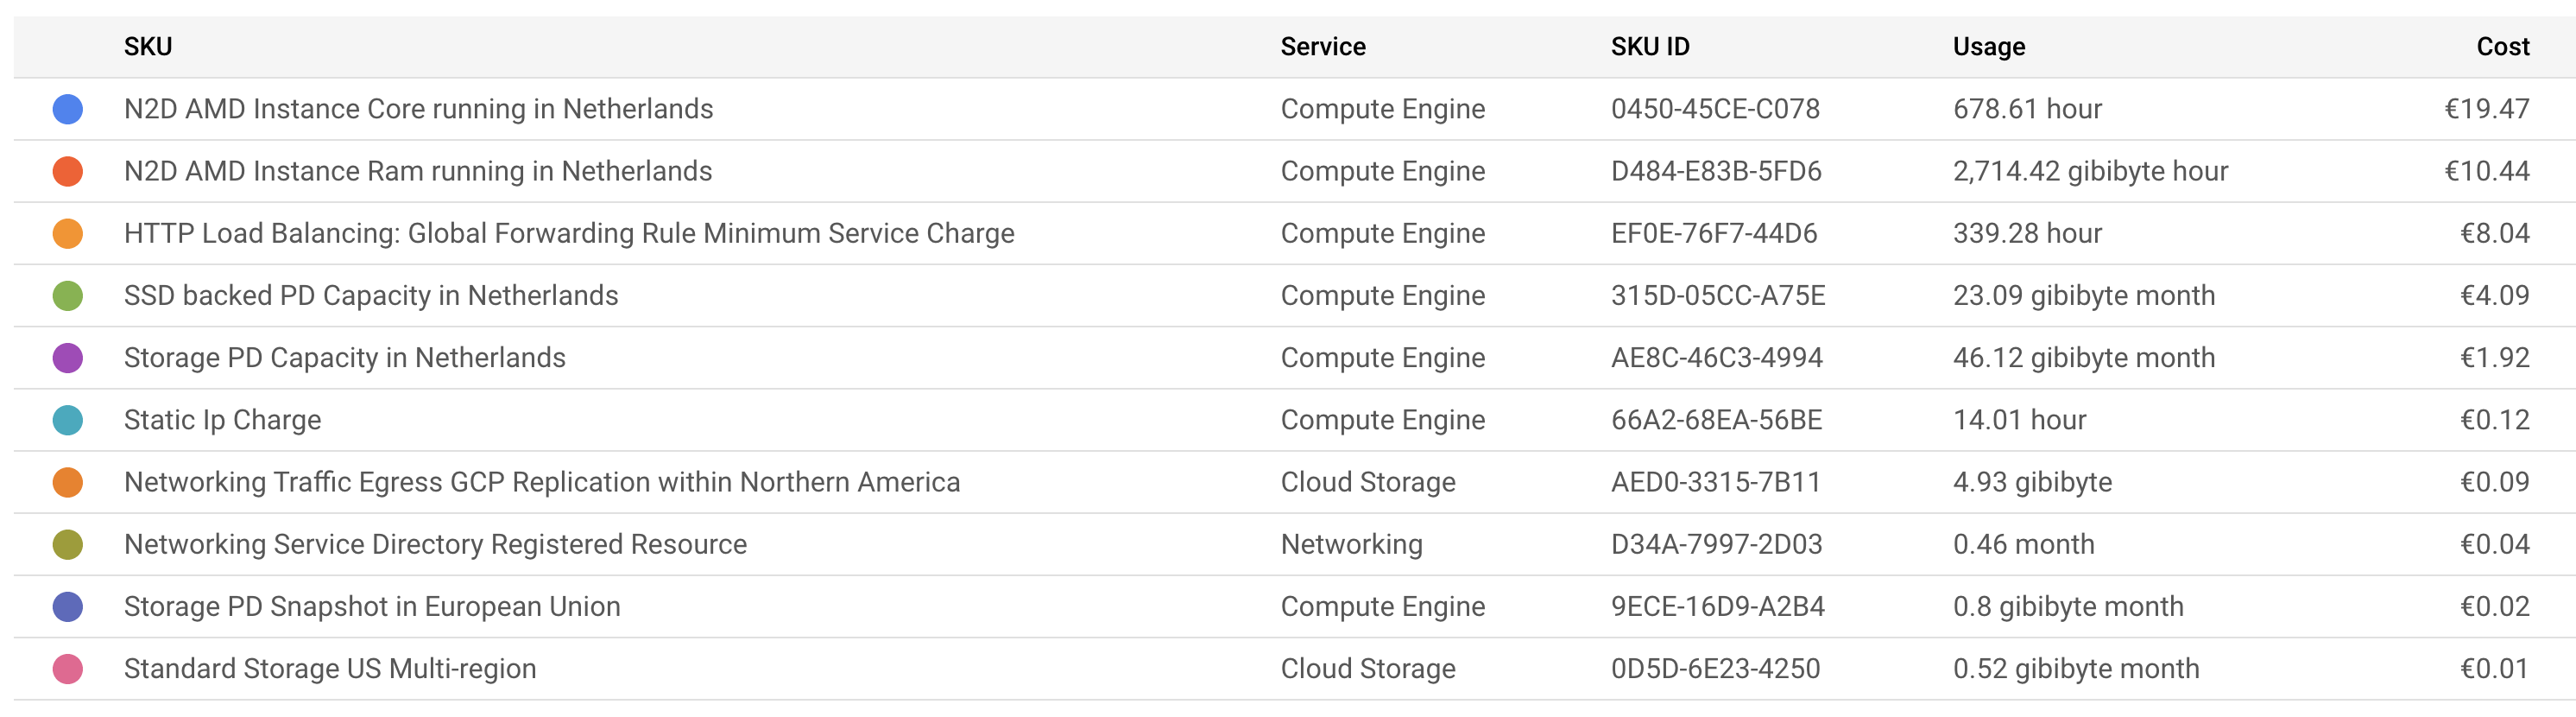 SKU Service SKU ID Usage Cost
N2D AMD Instance Core running in Netherlands Compute Engine 0450-45CE-C078 678.61 hour €19.47
N2D AMD Instance Ram running in Netherlands Compute Engine D484-E83B-5FD6 2,714.42 gibibyte hour €10.44
HTTP Load Balancing: Global Forwarding Rule Minimum Service Charge Compute Engine EF0E-76F7-44D6 339.28 hour €8.04
SSD backed PD Capacity in Netherlands Compute Engine 315D-05CC-A75E 23.09 gibibyte month €4.09
Storage PD Capacity in Netherlands Compute Engine AE8C-46C3-4994 46.12 gibibyte month €1.92
Static Ip Charge Compute Engine 66A2-68EA-56BE 14.01 hour €0.12
Networking Traffic Egress GCP Replication within Northern America Cloud Storage AED0-3315-7B11 4.93 gibibyte €0.09
Networking Service Directory Registered Resource Networking D34A-7997-2D03 0.46 month €0.04
Storage PD Snapshot in European Union Compute Engine 9ECE-16D9-A2B4 0.8 gibibyte month €0.02
Standard Storage US Multi-region Cloud Storage 0D5D-6E23-4250 0.52 gibibyte month €0.01